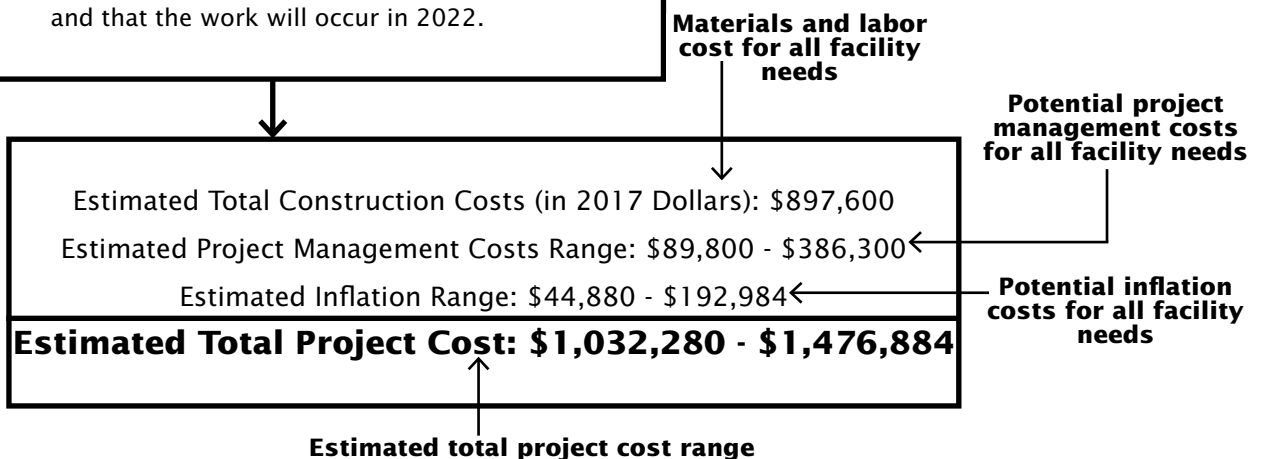 and that the work will occur in 2022.
Materials and labor
cost for all facility
needs
Potential project
management costs
for all facility needs
Estimated Total Construction Costs (in 2017 Dollars): $897,600
Estimated Project Management Costs Range: $89,800 - $386,300
Estimated Inflation Range: $44,880 - $192,984
Potential inflation
costs for all facility
needs
Estimated Total Project Cost: $1,032,280 - $1,476,884
Estimated total project cost range